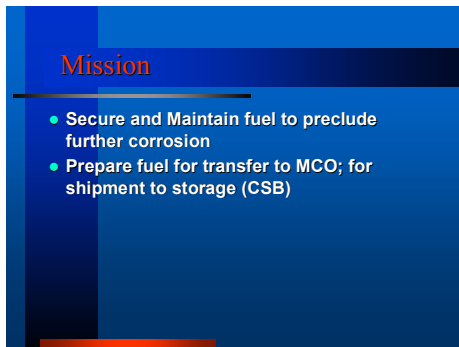 Mission
Secure and Maintain fuel to preclude
further corrosion
Prepare fuel for transfer to MCO; for
shipment to storage (CSB)